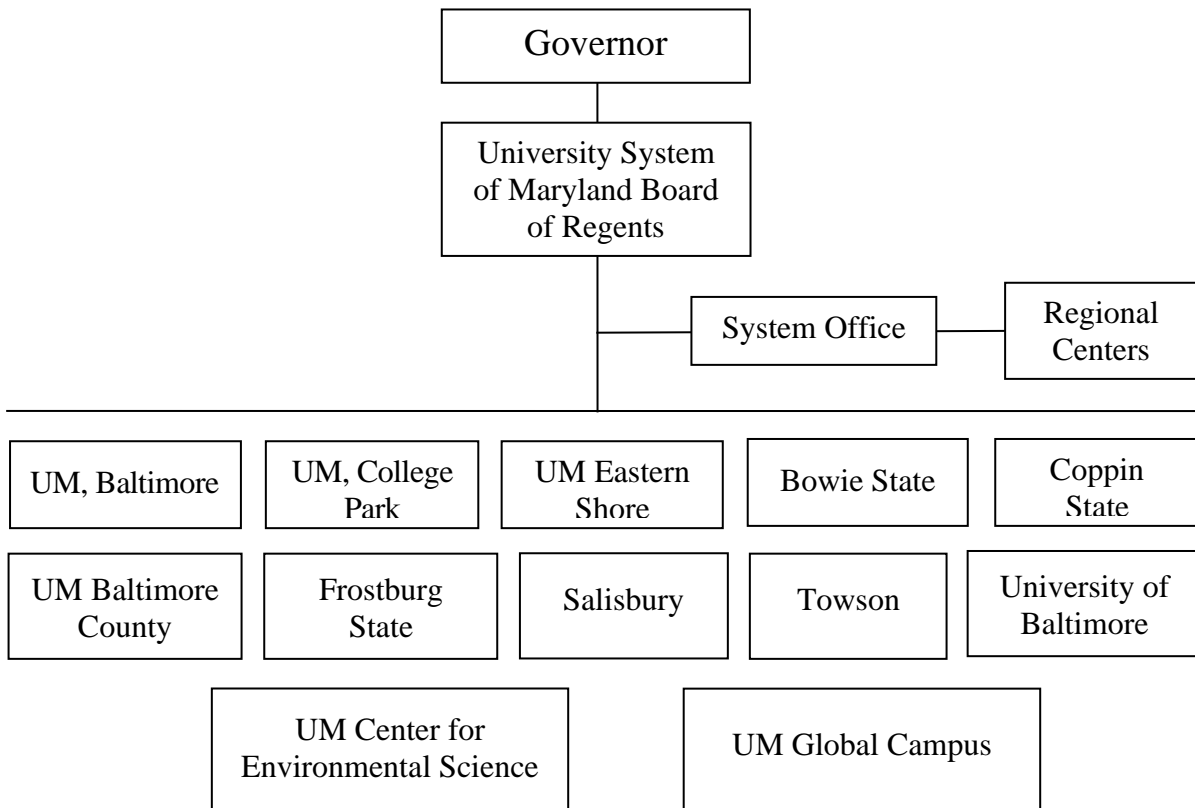 Governor
University System
of Maryland Board
of Regents
System Office
Regional
Centers
UM, Baltimore
UM, College
Park
UM Eastern
Shore
Bowie State
Coppin
State
UM Baltimore
County
Frostburg
State
Salisbury
Towson
University of
Baltimore
UM Center for
Environmental Science
UM Global Campus